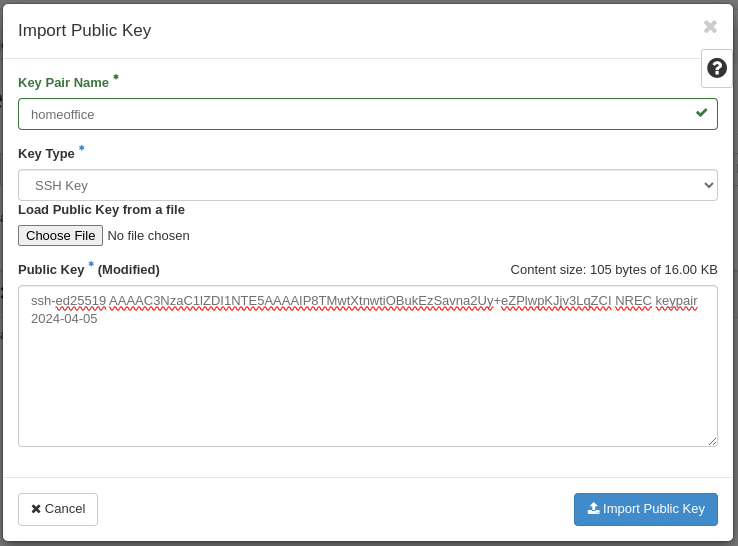 Import Public Key
Key Pair Name *
homeoffice
Key Type *
SSH Key
Load Public Key from a file
Choose File No file chosen
Public Key * (Modified) Content size: 105 bytes of 16.00 KB
ssh-ed25519 AAAAC3NzaC1lZDI1NTE5AAAAIP8TMwtXtnwtiOBukEzSavna2Uy+eZPlwpKJjv3LqZCI NREC keypair
2024-04-05
Cancel
Import Public Key